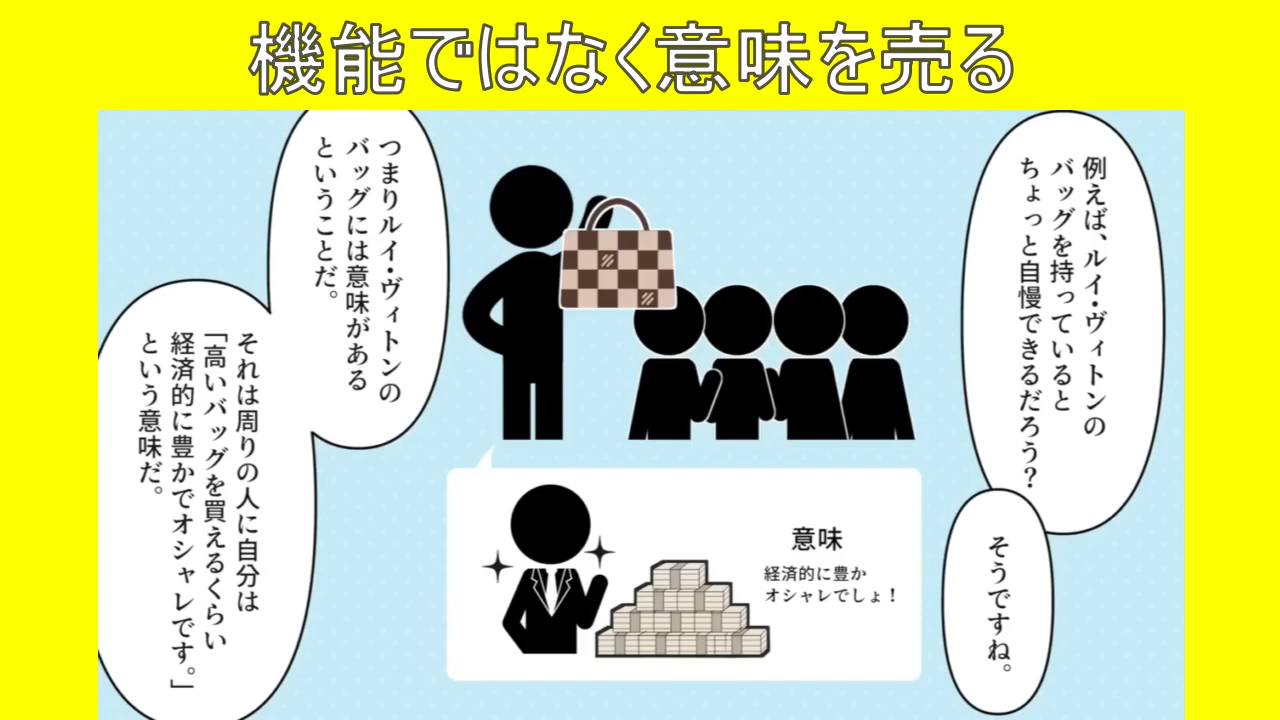 機能ではなく意味を売る
例えば、ルイ・ヴィトンの
バッグを持っていると
ちょっと自慢できるだろう？
そうですね。
つまりルイ・ヴィトンの
バッグには意味がある
ということだ。
それは周りの人に自分は
「高いバッグを買えるくらい
経済的に豊かでオシャレです。」
という意味だ。
意味
経済的に豊か
オシャレでしょ！